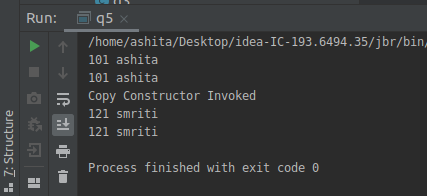 Run: q5 ×
/home/ashita/Desktop/idea-IC-193.6494.35/jbr/bin/
101 ashita
101 ashita
Copy Constructor Invoked
121 smriti
121 smriti
Process finished with exit code 0
7: Structure